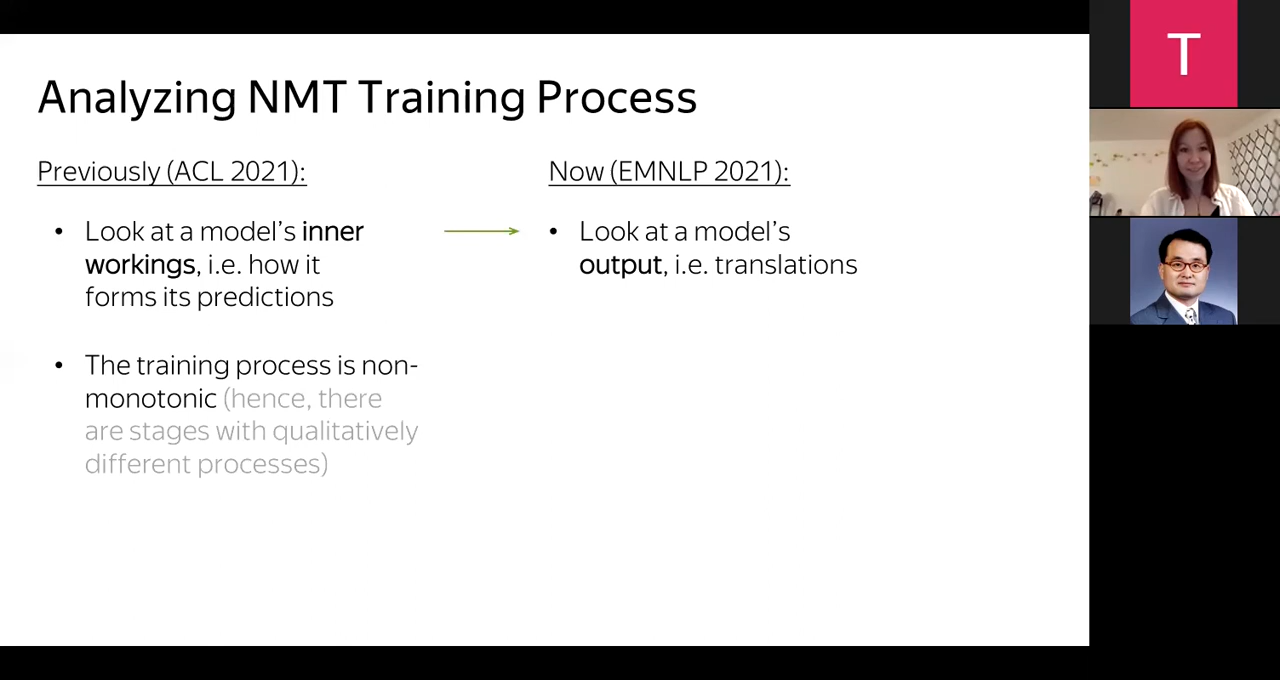 Analyzing NMT Training Process
Previously (ACL 2021):
• Look at a model's inner
workings, i.e. how it
forms its predictions
• The training process is non-
monotonic (hence, there
are stages with qualitatively
different processes)
Now (EMNLP 2021):
• Look at a model's
output, i.e. translations
T